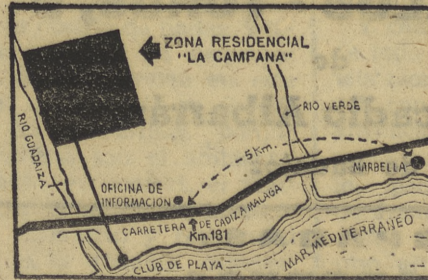 ZONA RESIDENCIAL
"LA CAMPANA"
RIO VERDE
RIO GUADAIZA
5 Km.
MARBELLA
OFICINA DE
INFORMACION
CARRETERA DE CADIZ A MALAGA
Km.181
MAR MEDITERRANEO
CLUB DE PLAYA